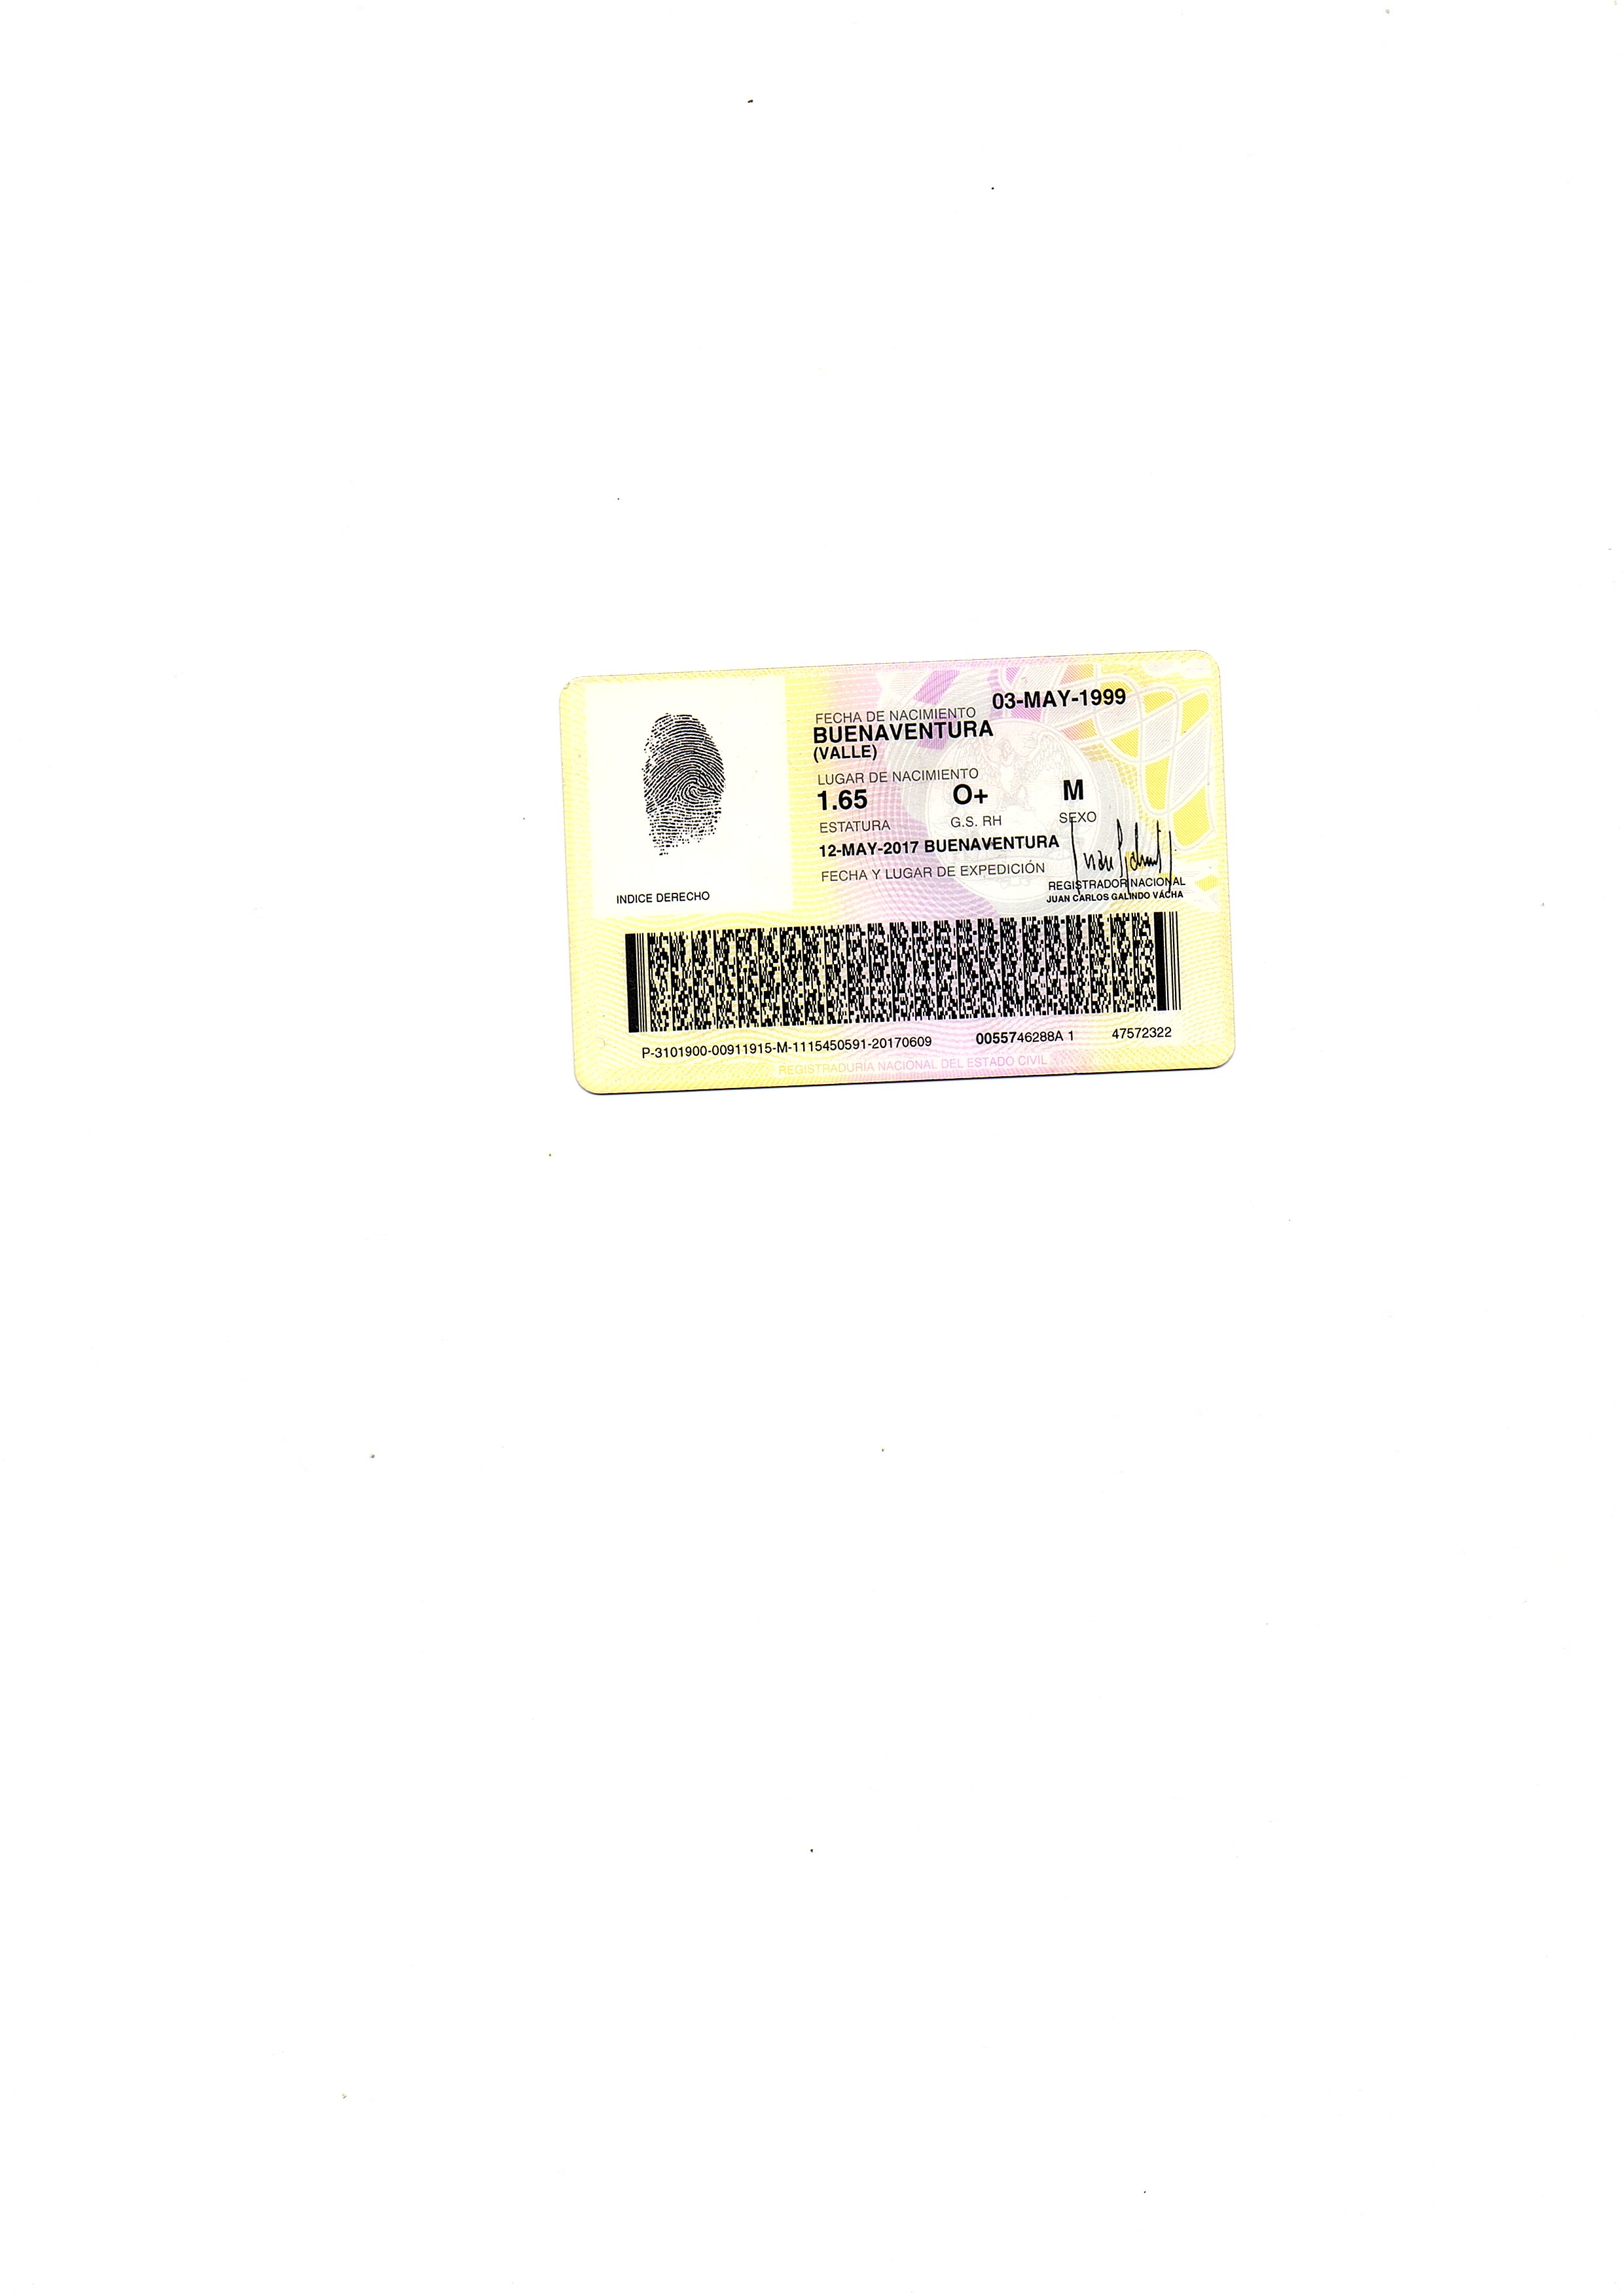 03-MAY-1999
FECHA DE NACIMIENTO
BUENAVENTURA
(VALLE)
LUGAR DE NACIMIENTO
1.65 O+ M
ESTATURA G.S. RH SEXO
12-MAY-2017 BUENAVENTURA
FECHA Y LUGAR DE EXPEDICIÓN
REGISTRADOR NACIONAL
JUAN CARLOS GALINDO VÁCHA
INDICE DERECHO
P-3101900-00911915-M-1115450591-20170609 0055746288A 1 47572322
REGISTRADURIA NACIONAL DEL ESTADO CIVIL